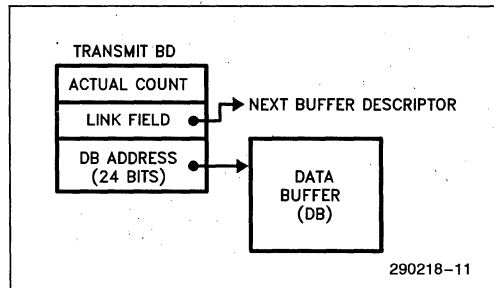 TRANSMIT BD
ACTUAL COUNT
LINK FIELD
NEXT BUFFER DESCRIPTOR
DB ADDRESS
(24 BITS)
DATA
BUFFER
(DB)
290218-11